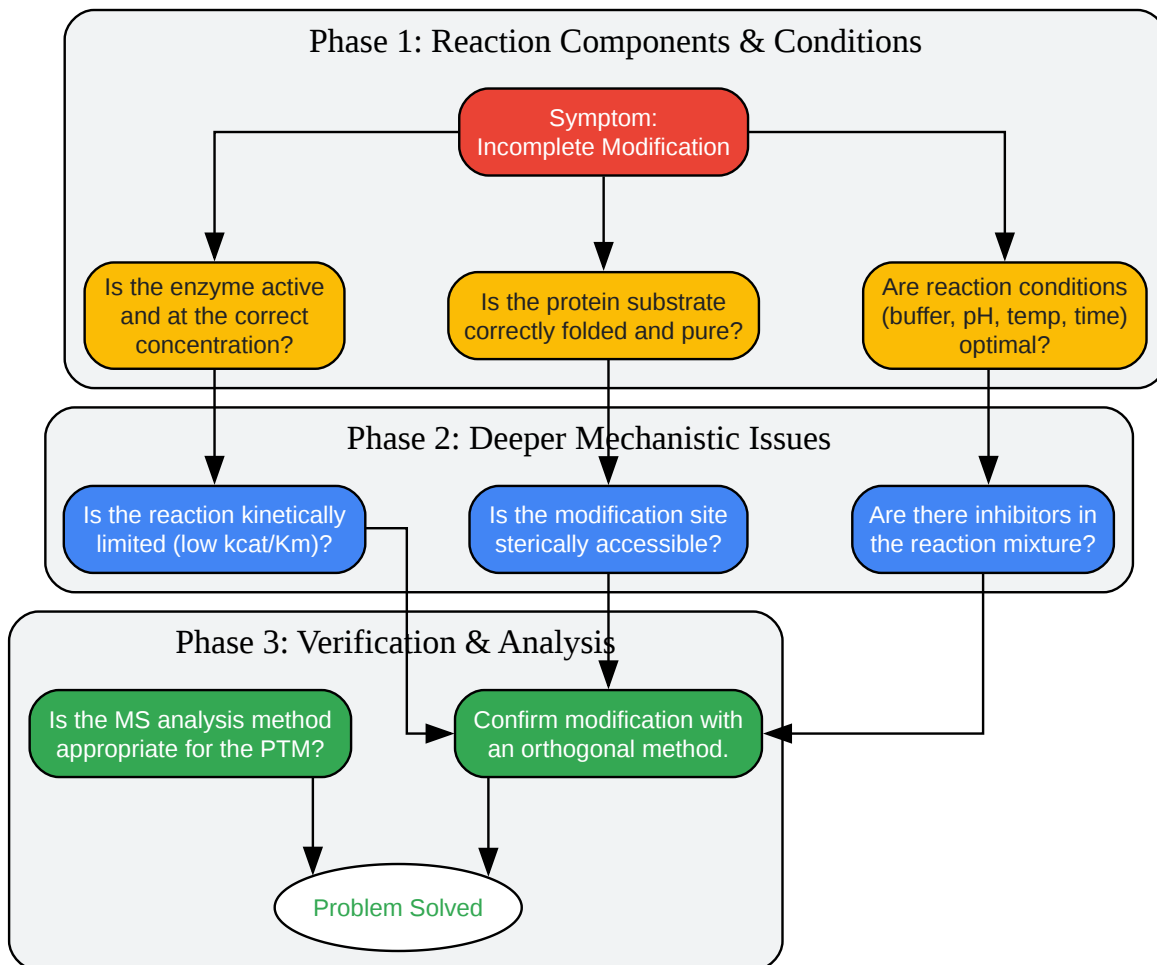 Phase 1: Reaction Components & Conditions
Symptom:
Incomplete Modification
Is the enzyme active
and at the correct
concentration?
Is the protein substrate
correctly folded and pure?
Are reaction conditions
(buffer, pH, temp, time)
optimal?
Phase 2: Deeper Mechanistic Issues
Is the reaction kinetically
limited (low kcat/Km)?
Is the modification site
sterically accessible?
Are there inhibitors in
the reaction mixture?
Phase 3: Verification & Analysis
Is the MS analysis method
appropriate for the PTM?
Confirm modification with
an orthogonal method.
Problem Solved